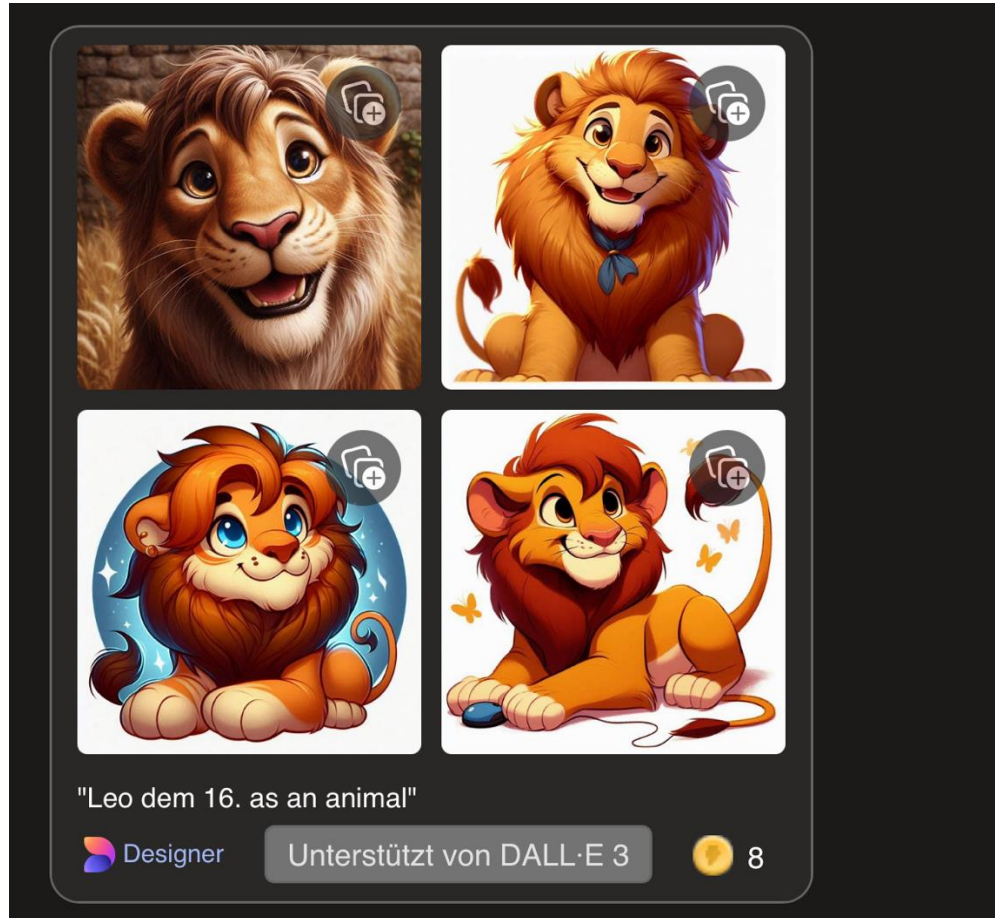 "Leo dem 16. as an animal"
Designer Unterstützt von DALL·E 3 8